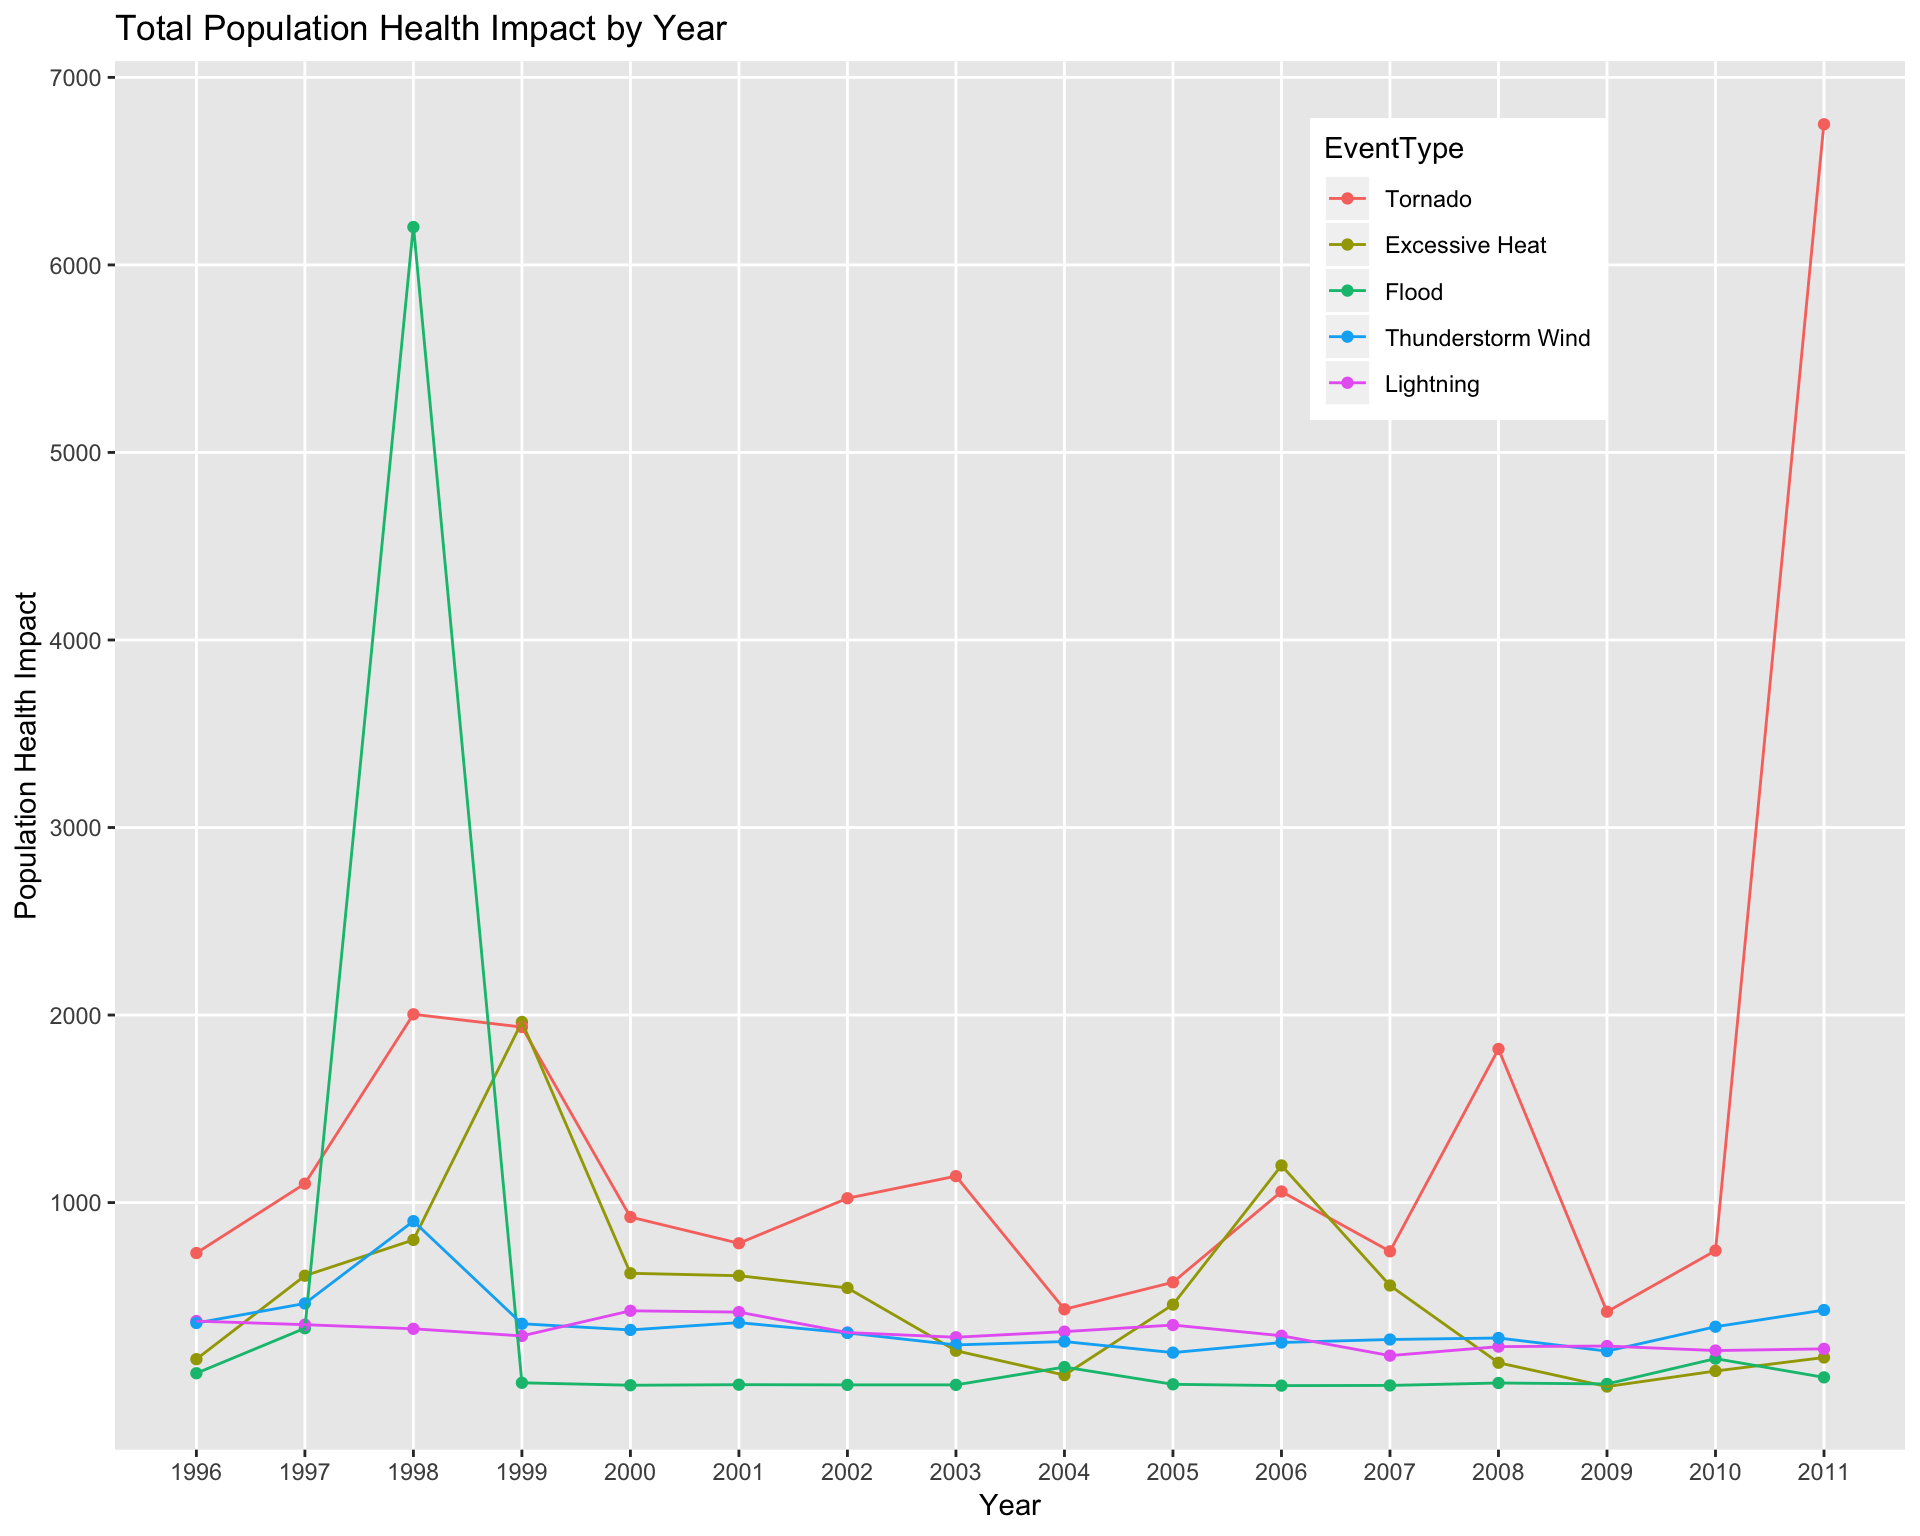 Total Population Health Impact by Year
7000
6000
5000
4000
3000
2000
1000
Population Health Impact
EventType
Tornado
Excessive Heat
Flood
Thunderstorm Wind
Lightning
1996 1997 1998 1999 2000 2001 2002 2003 2004 2005 2006 2007 2008 2009 2010 2011
Year